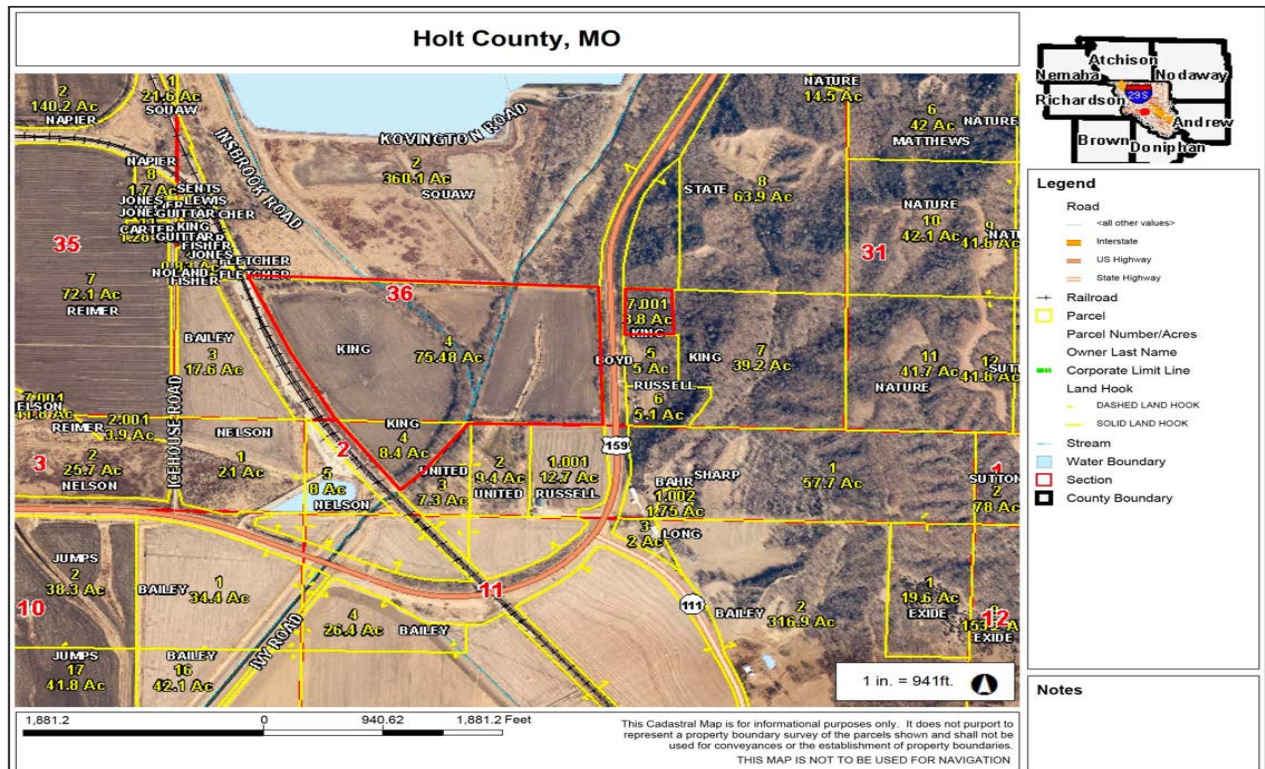 Holt County, MO
2
140.2 Ac
NAPIER
1
21.6 Ac
SQUAW
NAPIER
8
1.7 Ac
SENTS
JONES
LEWIS
JONES
GUITTAR
CARTER
KING
GUITTAR
FISHER
JONES
FLETCHER
NOLAND
FLETCHER
FISHER
INSBROOK ROAD
KOVINGTON ROAD
2
360.1 Ac
SQUAW
NATURE
14.5 Ac
6
42 Ac
MATTHEWS
NATURE
STATE
8
63.9 Ac
NATURE
10
42.1 Ac
9
41.8 Ac
35
7
72.1 Ac
REIMER
36
31
7.001
3.8 Ac
KING
KING
4
75.48 Ac
BAILEY
3
17.6 Ac
BOYD
5
5 Ac
RUSSELL
6
5.1 Ac
KING
7
39.2 Ac
11
41.7 Ac
NATURE
12
41.8 Ac
ICEHOUSE ROAD
7.001
41.8 Ac
REIMER
2.001
3.9 Ac
NELSON
KING
4
8.4 Ac
2
159
3
2
25.7 Ac
NELSON
1
21 Ac
5
8 Ac
NELSON
UNITED
3
7.3 Ac
2
9.4 Ac
UNITED
1.001
12.7 Ac
RUSSELL
SHARP
BAHR
1.002
1.75 Ac
1
57.7 Ac
1
SUTTON
2
78 Ac
3
2 Ac
LONG
JUMPS
2
38.3 Ac
10
BAILEY
1
34.4 Ac
11
111
BAILEY
2
316.9 Ac
1
19.6 Ac
EXIDE
12
EXIDE
4
26.4 Ac
BAILEY
IVY ROAD
JUMPS
17
41.8 Ac
BAILEY
16
42.1 Ac
1 in. = 941ft.
1,881.2
0
940.62
1,881.2 Feet
This Cadastral Map is for informational purposes only. It does not purport to
represent a property boundary survey of the parcels shown and shall not be
used for conveyances or the establishment of property boundaries.
THIS MAP IS NOT TO BE USED FOR NAVIGATION
Atchison
Nemaha
Nodaway
29S
Richardson
Andrew
Brown
Doniphan
Legend
Road
<all other values>
Interstate
US Highway
State Highway
Railroad
Parcel
Parcel Number/Acres
Owner Last Name
Corporate Limit Line
Land Hook
DASHED LAND HOOK
SOLID LAND HOOK
Stream
Water Boundary
Section
County Boundary
Notes